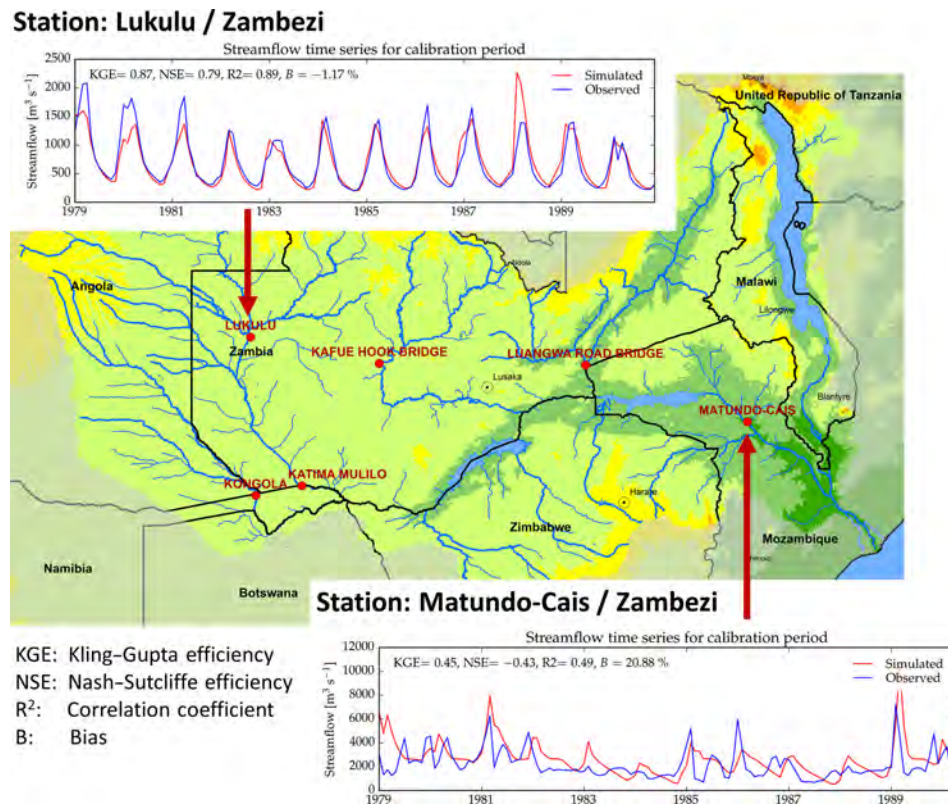 Station: Lukulu / Zambezi
Streamflow time series for calibration period
KGE= 0.87, NSE= 0.79, R2= 0.89, B = −1.17 %
Simulated
Observed
Streamflow [m³ s⁻¹]
2500
2000
1500
1000
500
0
1979
1981
1983
1985
1987
1989
United Republic of Tanzania
Angola
Malawi
Lilongwe
LUKULU
Zambia
KAFUE HOOK BRIDGE
LUANGWA ROAD BRIDGE
Lusaka
Blantyre
MATUNDO-CAIS
KATIMA MULILO
KONGOLA
Harare
Zimbabwe
Mozambique
Namibia
Botswana
Station: Matundo-Cais / Zambezi
Streamflow time series for calibration period
KGE= 0.45, NSE= −0.43, R2= 0.49, B = 20.88 %
Simulated
Observed
Streamflow [m³ s⁻¹]
12000
10000
8000
6000
4000
2000
0
1979
1981
1983
1985
1987
1989
KGE: Kling–Gupta efficiency
NSE: Nash–Sutcliffe efficiency
R²: Correlation coefficient
B: Bias